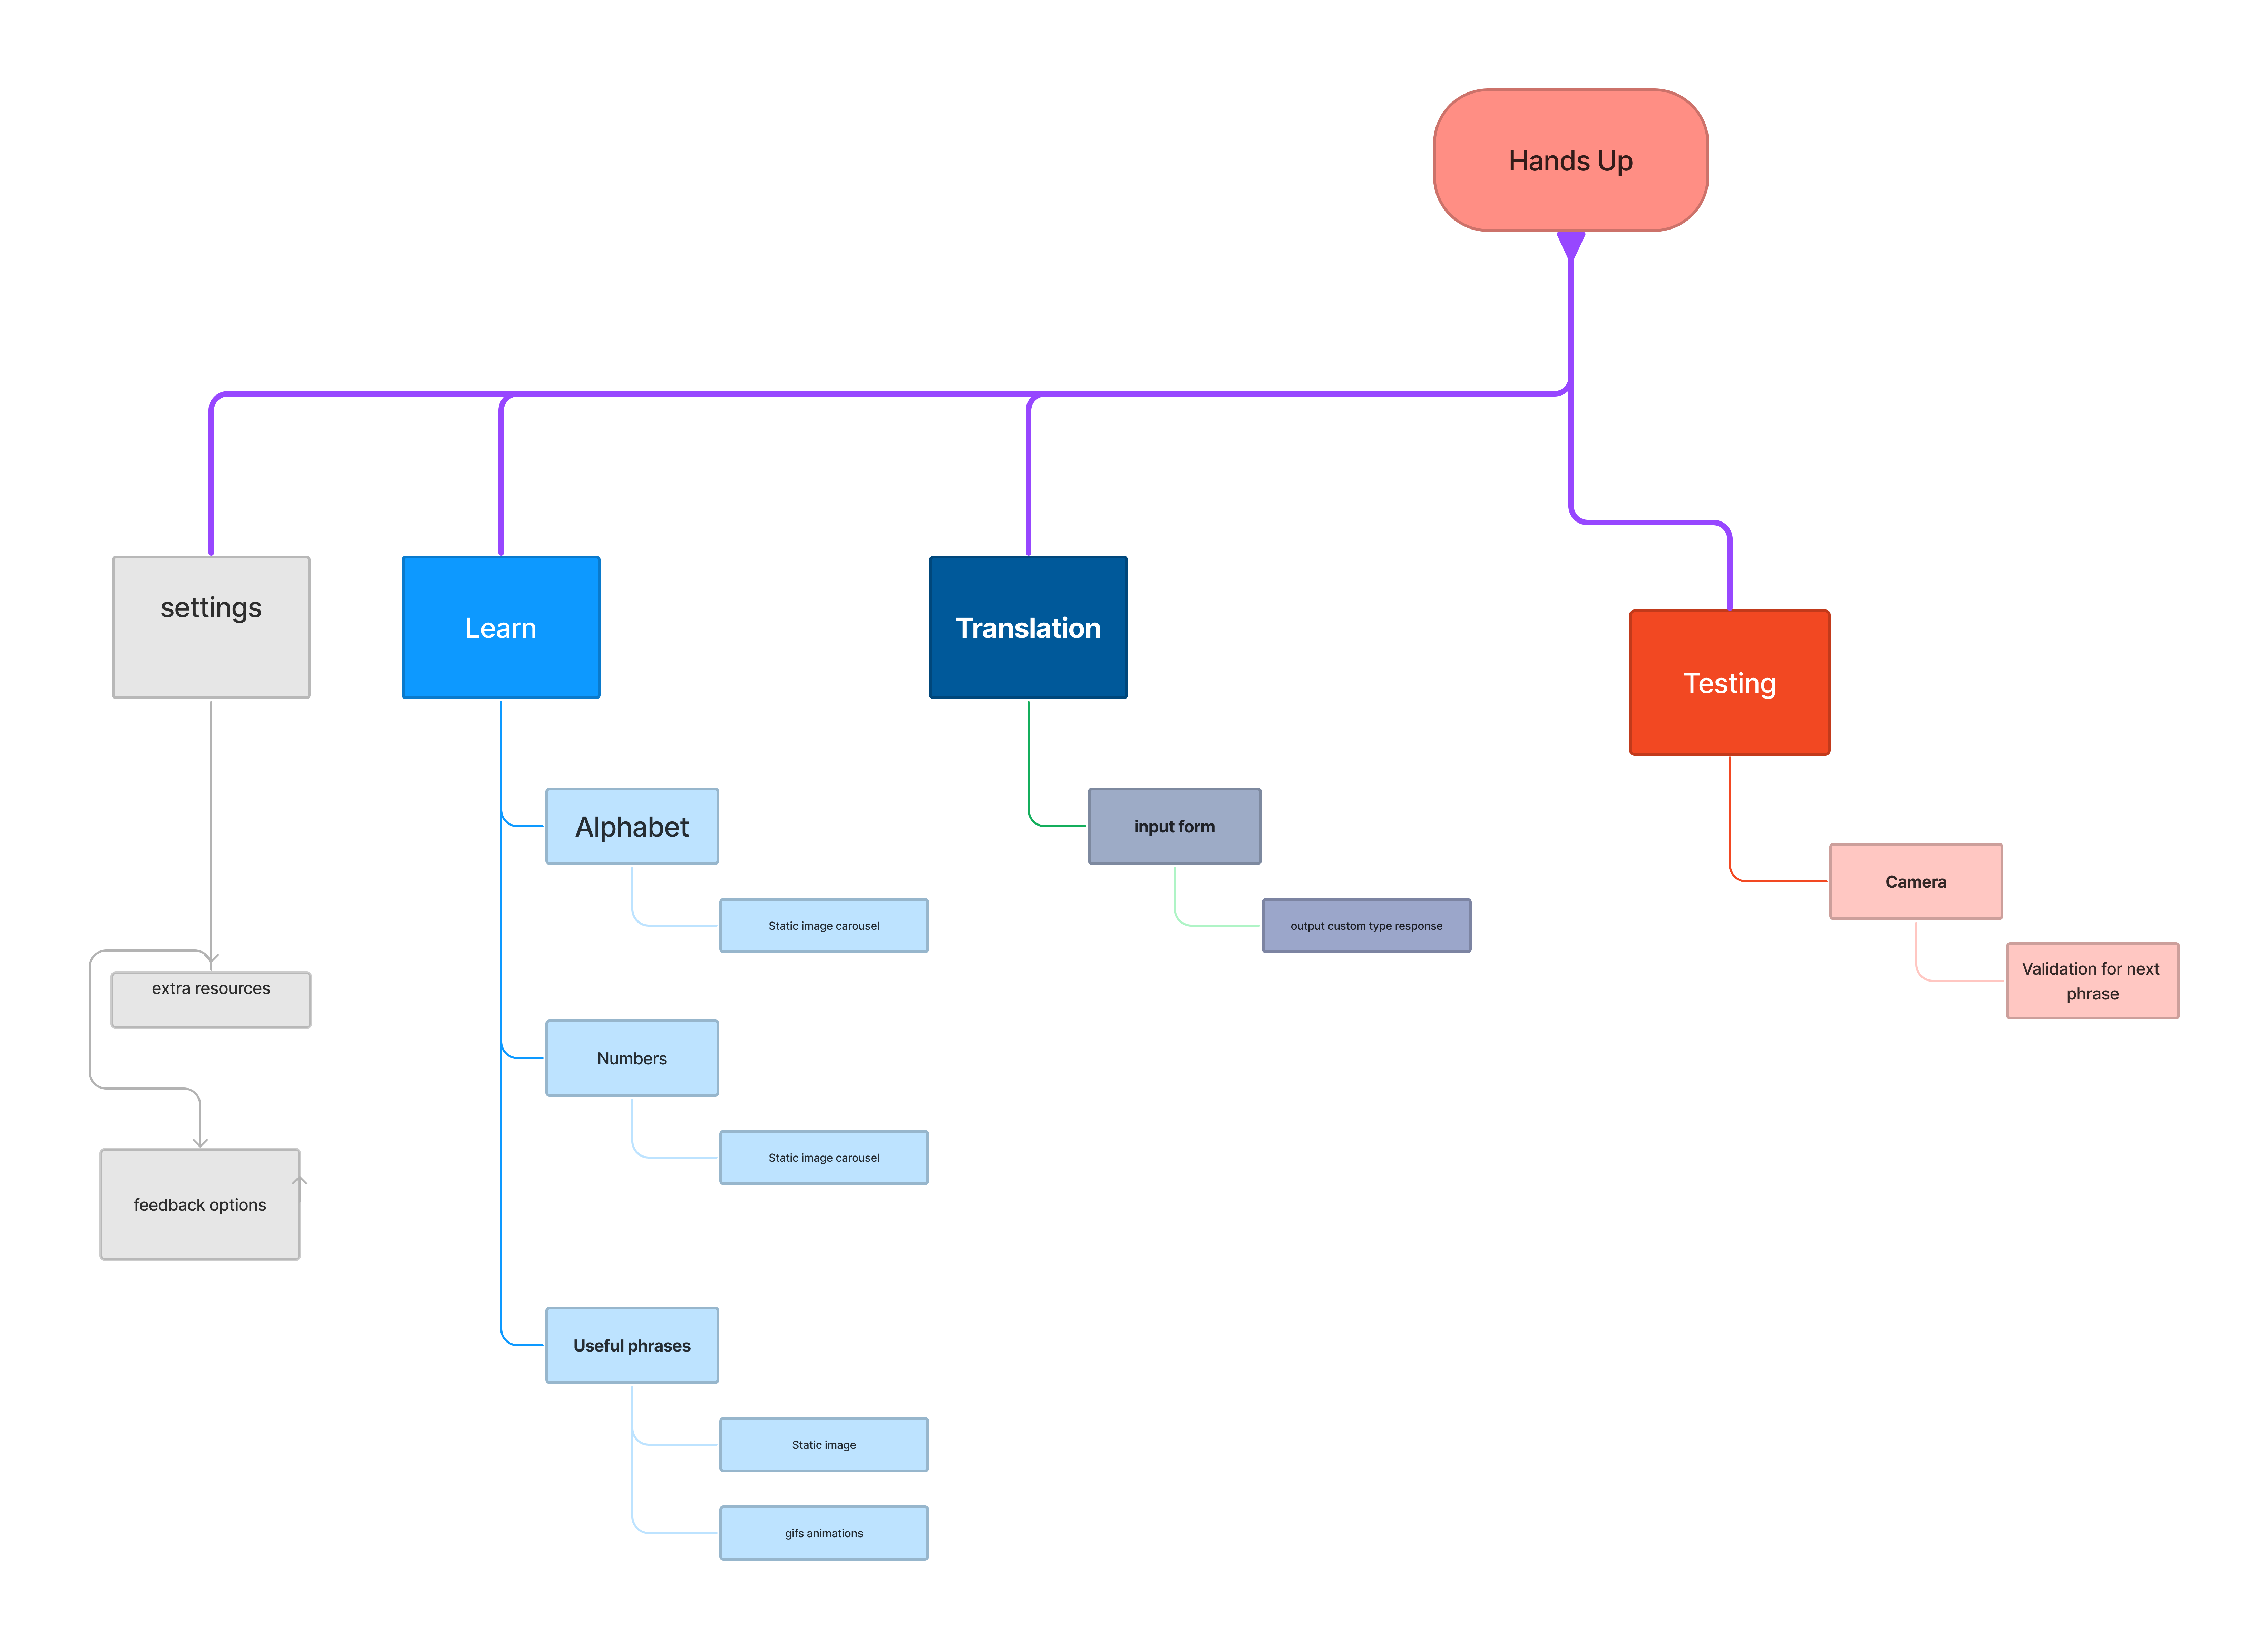 Hands Up
settings
Learn
Translation
Testing
Alphabet
input form
Camera
Static image carousel
output custom type response
Validation for next
phrase
extra resources
Numbers
Static image carousel
feedback options
Useful phrases
Static image
gifs animations